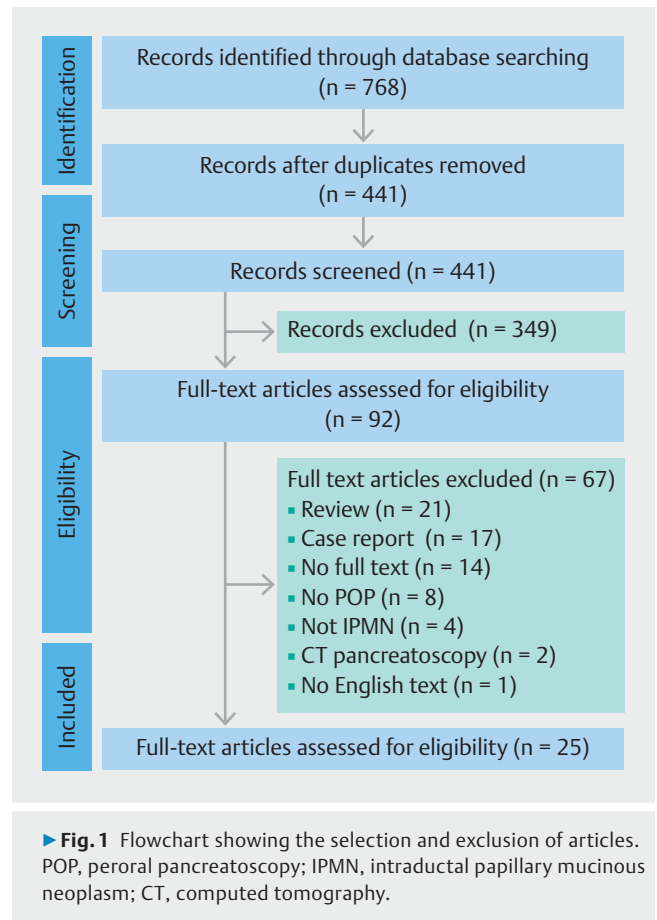 Identification
Records identified through database searching
(n = 768)
Records after duplicates removed
(n = 441)
Screening
Records screened (n = 441)
Records excluded (n = 349)
Eligibility
Full-text articles assessed for eligibility
(n = 92)
Full text articles excluded (n = 67)
▪ Review (n = 21)
▪ Case report (n = 17)
▪ No full text (n = 14)
▪ No POP (n = 8)
▪ Not IPMN (n = 4)
▪ CT pancreatoscopy (n = 2)
▪ No English text (n = 1)
Included
Full-text articles assessed for eligibility (n = 25)
▶ Fig. 1 Flowchart showing the selection and exclusion of articles.
POP, peroral pancreatoscopy; IPMN, intraductal papillary mucinous
neoplasm; CT, computed tomography.